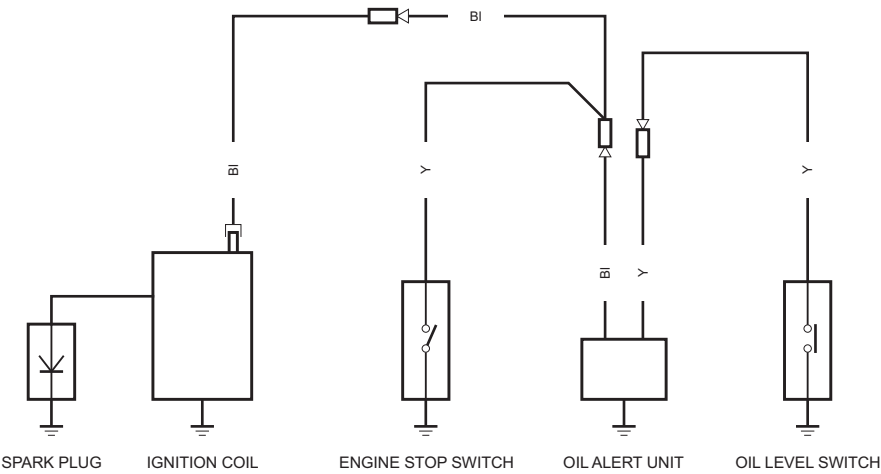 Bl
Bl
Y
Y
Bl
Y
SPARK PLUG
IGNITION COIL
ENGINE STOP SWITCH
OIL ALERT UNIT
OIL LEVEL SWITCH